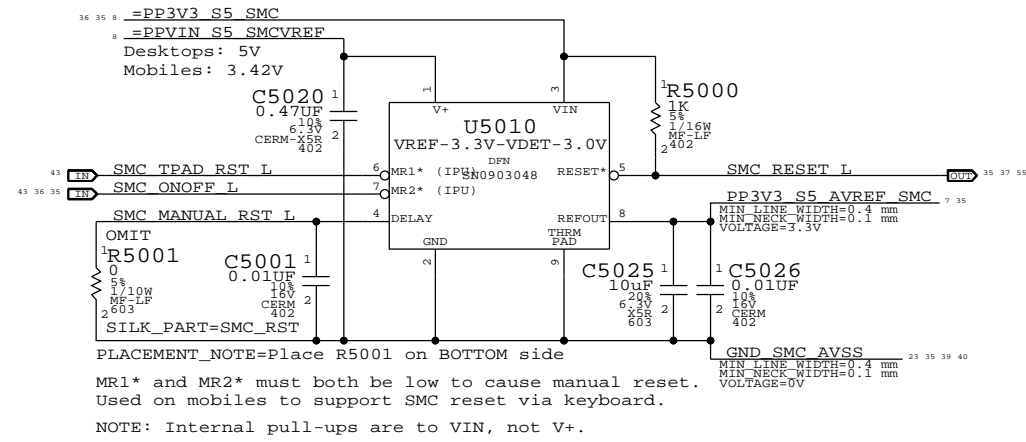 36 35 8 =PP3V3_S5_SMC
8 =PPVIN_S5_SMCVREF
Desktops: 5V
Mobiles: 3.42V
C5020
0.47UF
10%
6.3V
CERM-X5R
402
1
2
1
V+
3
VIN
U5010
VREF-3.3V-VDET-3.0V
DFN
SN0903048
1
R5000
1K
5%
1/16W
MF-LF
402
2
43 IN SMC_TPAD_RST_L 6 MR1* (IPU)
RESET* 5 SMC_RESET_L OUT 35 37 55
43 36 35 IN SMC_ONOFF_L 7 MR2* (IPU)
SMC_MANUAL_RST_L 4 DELAY
REFOUT 8
PP3V3_S5_AVREF_SMC 7 35
MIN_LINE_WIDTH=0.4 mm
MIN_NECK_WIDTH=0.1 mm
VOLTAGE=3.3V
GND
2
THRM
PAD
9
OMIT
1
R5001
0
5%
1/10W
MF-LF
603
2
SILK_PART=SMC_RST
C5001
0.01UF
10%
16V
CERM
402
1
2
C5025
10uF
20%
6.3V
X5R
603
1
2
1
2
C5026
0.01UF
10%
16V
CERM
402
PLACEMENT_NOTE=Place R5001 on BOTTOM side
GND_SMC_AVSS 23 35 39 40
MIN_LINE_WIDTH=0.4 mm
MIN_NECK_WIDTH=0.1 mm
VOLTAGE=0V
MR1* and MR2* must both be low to cause manual reset.
Used on mobiles to support SMC reset via keyboard.
NOTE: Internal pull-ups are to VIN, not V+.